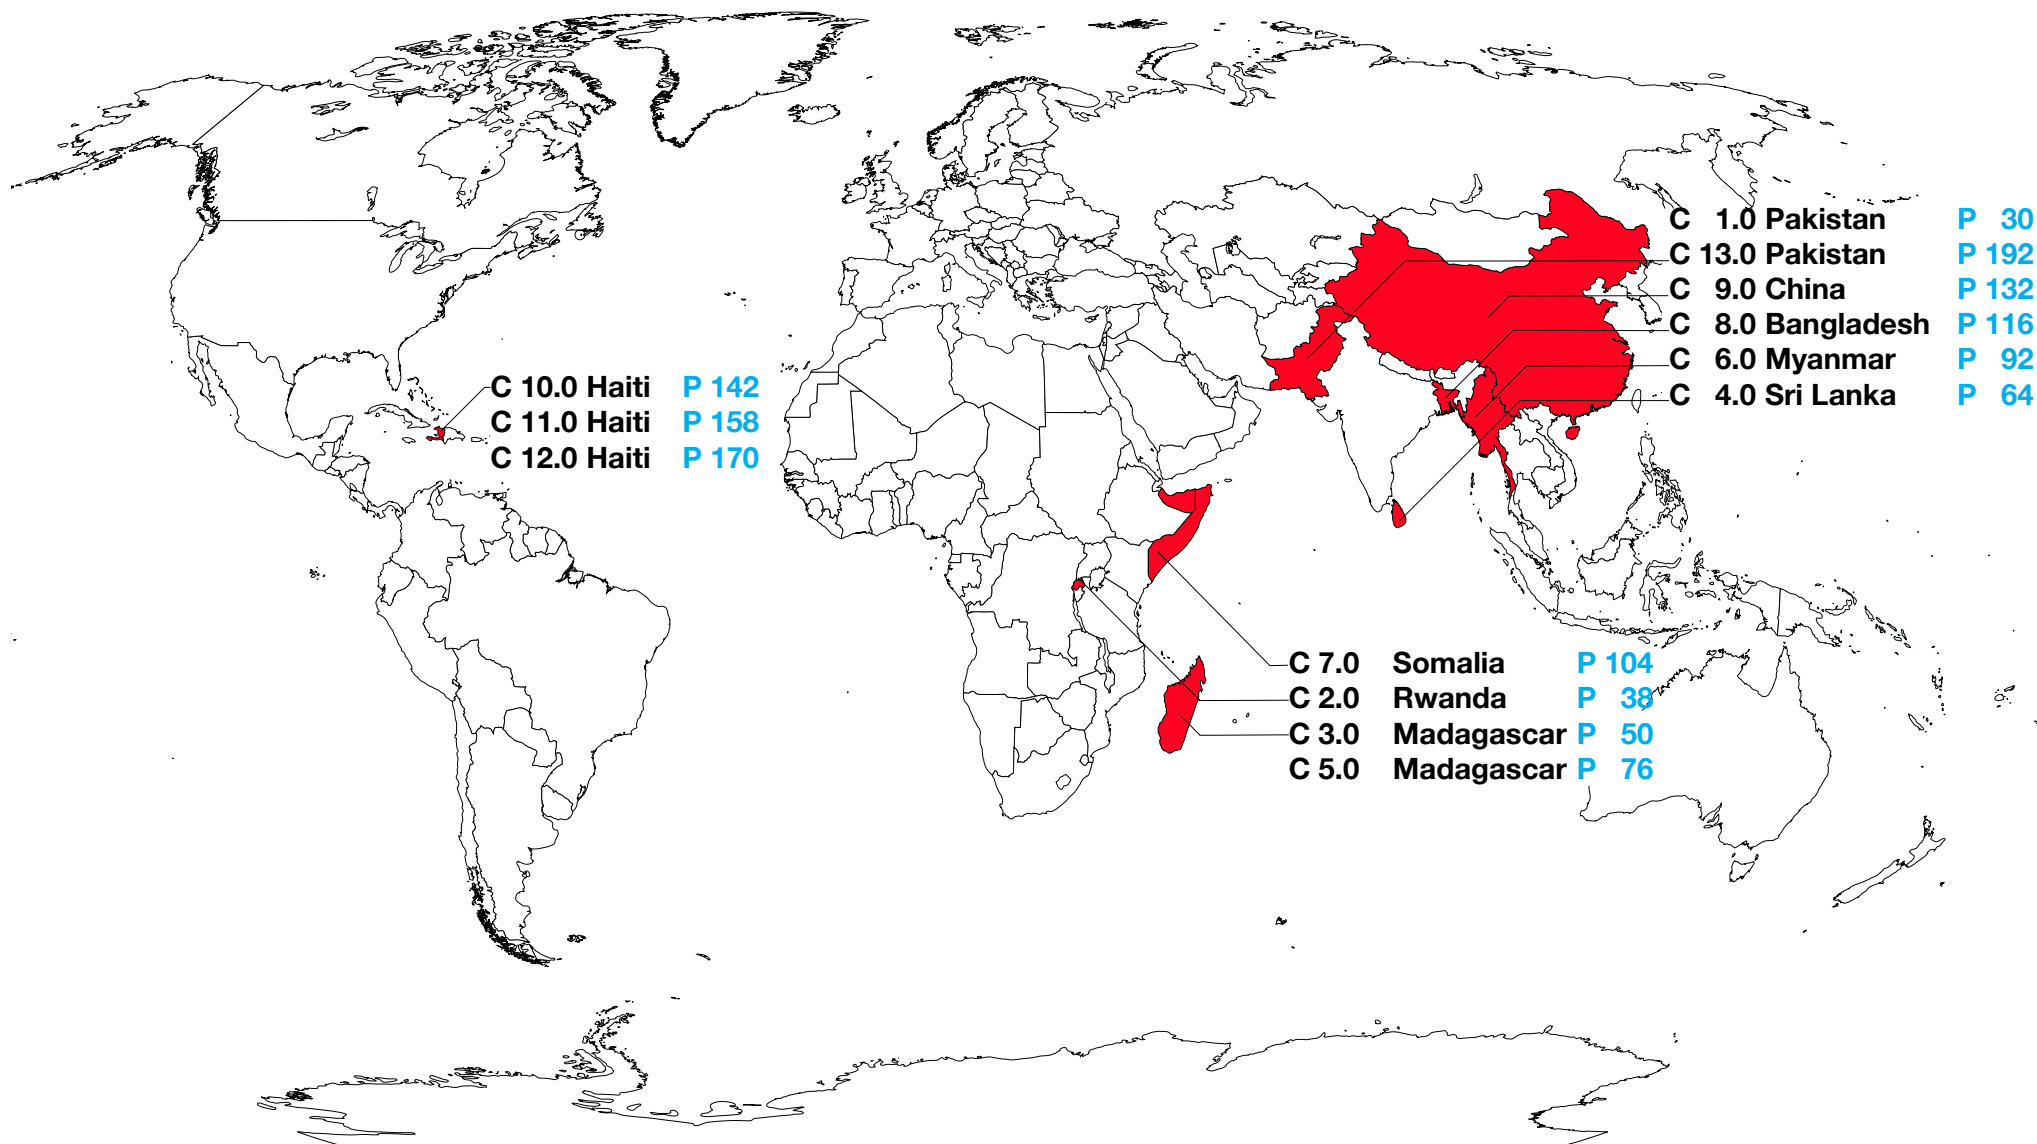 C 1.0 Pakistan P 30
C 13.0 Pakistan P 192
C 9.0 China P 132
C 8.0 Bangladesh P 116
C 6.0 Myanmar P 92
C 4.0 Sri Lanka P 64
C 10.0 Haiti P 142
C 11.0 Haiti P 158
C 12.0 Haiti P 170
C 7.0 Somalia P 104
C 2.0 Rwanda P 38
C 3.0 Madagascar P 50
C 5.0 Madagascar P 76